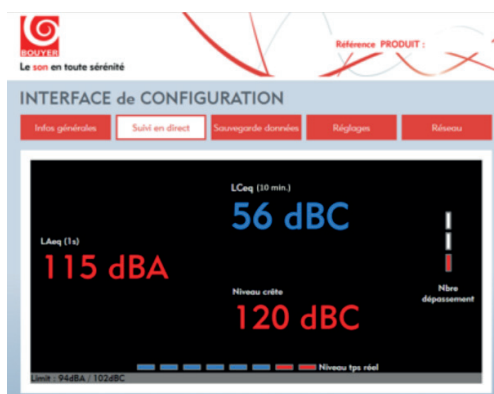 BOUYER
Le son en toute sérénité
Référence PRODUIT :
INTERFACE de CONFIGURATION
Infos générales
Suivi en direct
Sauvegarde données
Réglages
Réseau
LCeq (10 min.)
56 dBC
LAeq (1s)
115 dBA
Niveau crête
120 dBC
Nbre
dépassement
Niveau tps réel
Limit : 94dBA / 102dBC